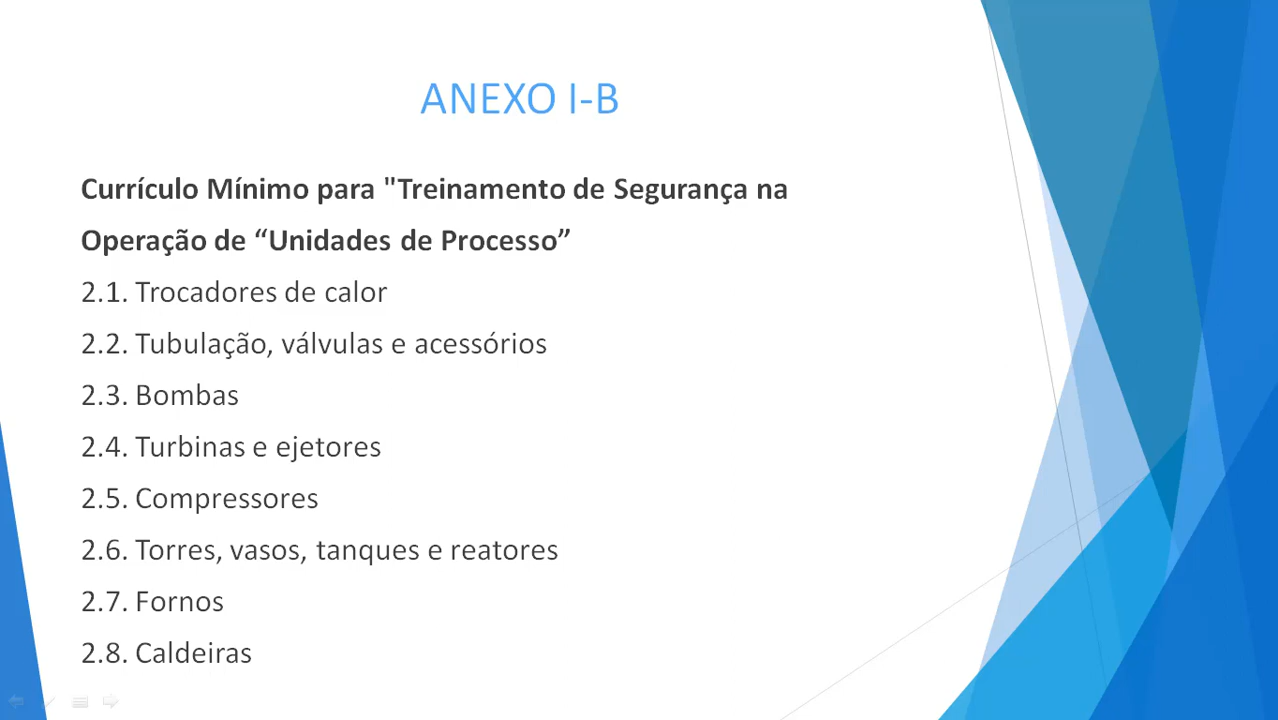 ANEXO I-B
Currículo Mínimo para "Treinamento de Segurança na
Operação de “Unidades de Processo”
2.1. Trocadores de calor
2.2. Tubulação, válvulas e acessórios
2.3. Bombas
2.4. Turbinas e ejetores
2.5. Compressores
2.6. Torres, vasos, tanques e reatores
2.7. Fornos
2.8. Caldeiras